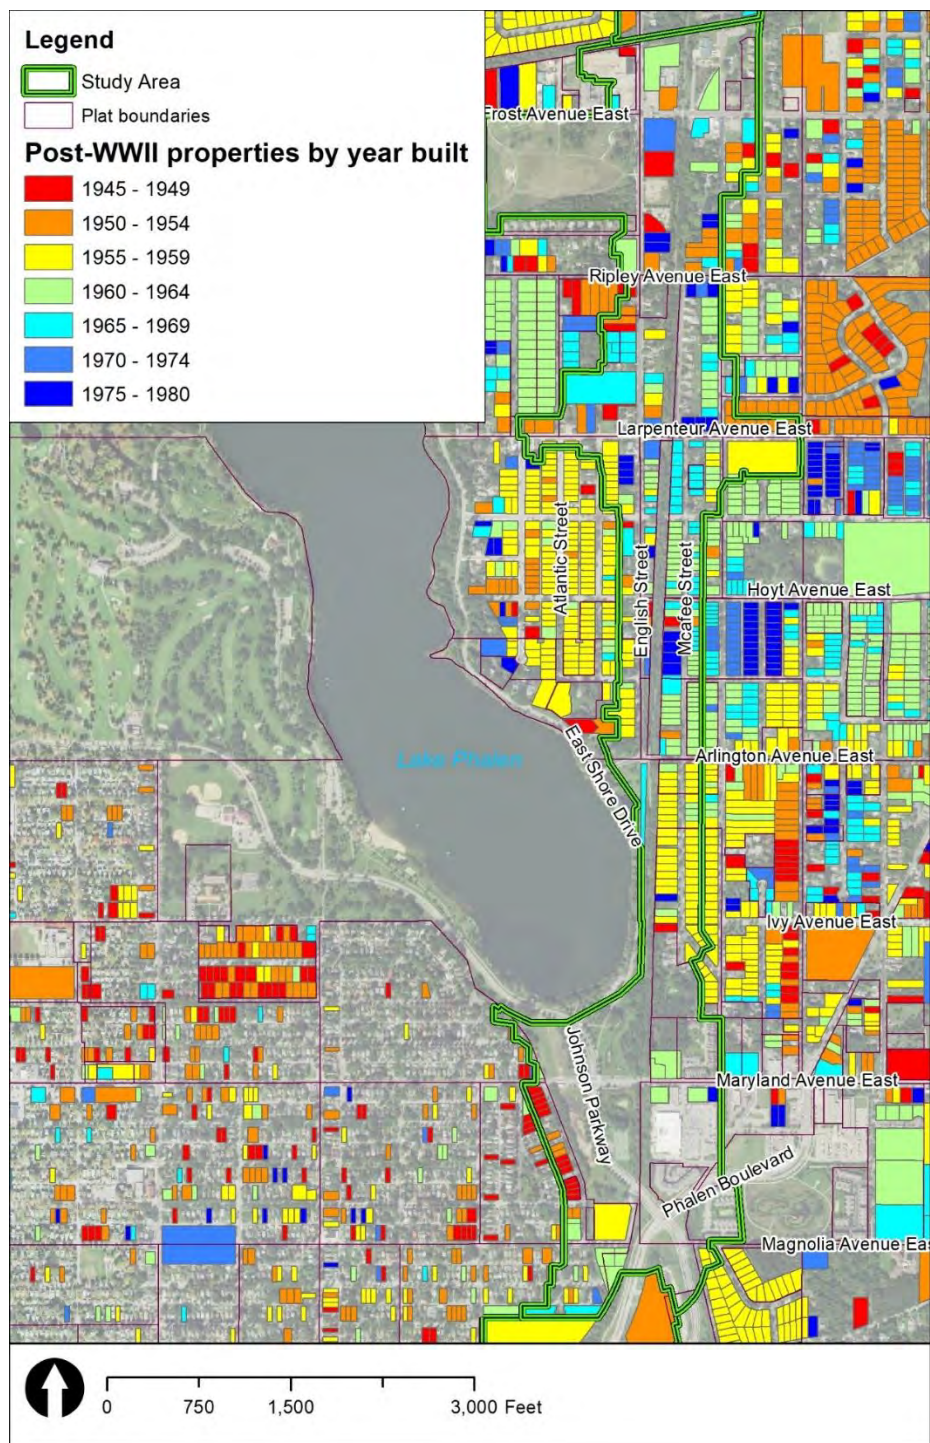 Legend
Study Area
Plat boundaries
Post-WWII properties by year built
1945 - 1949
1950 - 1954
1955 - 1959
1960 - 1964
1965 - 1969
1970 - 1974
1975 - 1980
Frost Avenue East
Ripley Avenue East
Larpenteur Avenue East
Atlantic Street
English Street
Mcafee Street
Hoyt Avenue East
Lake Phalen
East Shore Drive
Arlington Avenue East
Ivy Avenue East
Johnson Parkway
Maryland Avenue East
Phalen Boulevard
Magnolia Avenue Eas
0 750 1,500 3,000 Feet